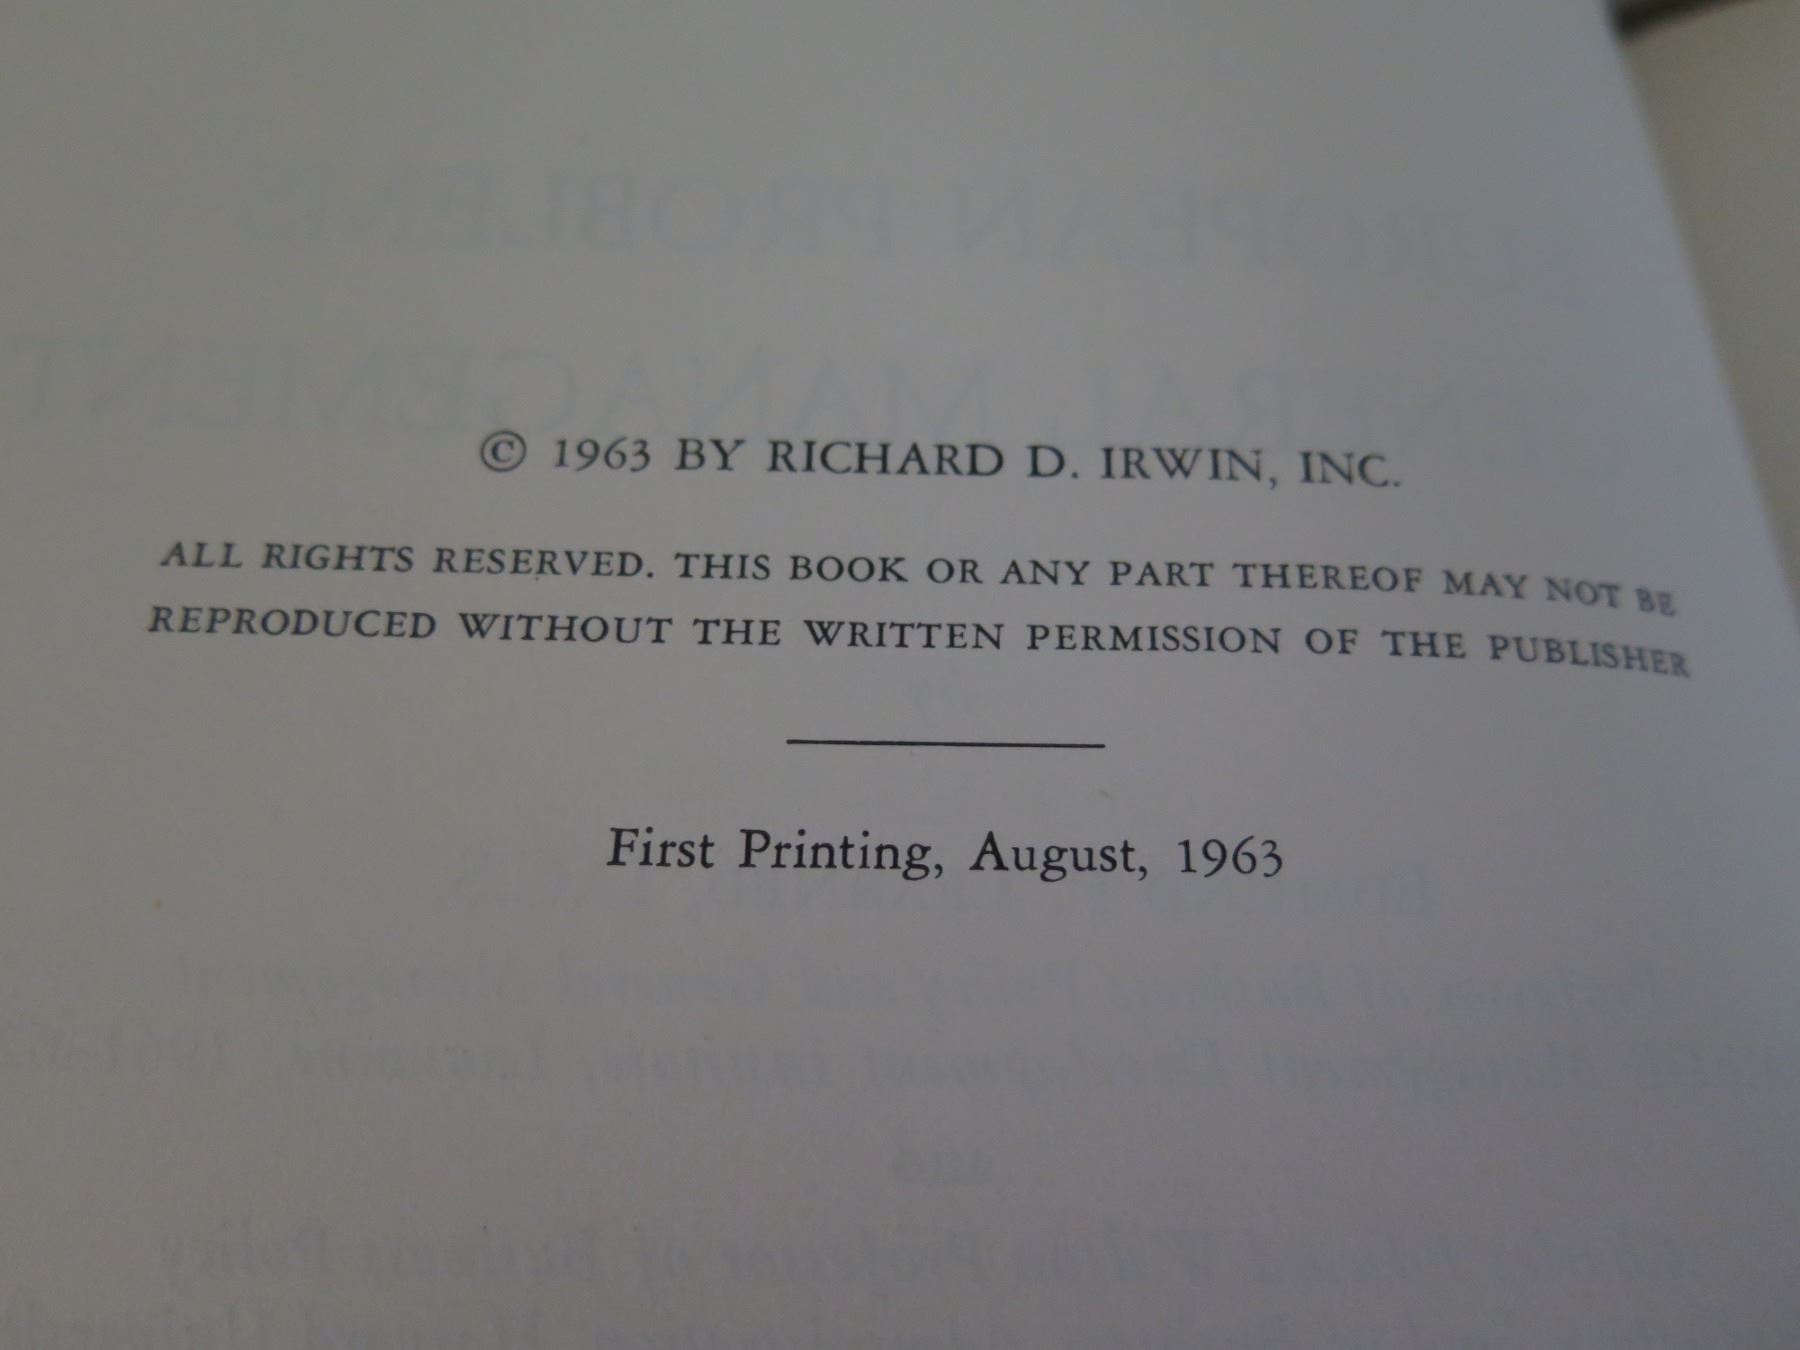 © 1963 BY RICHARD D. IRWIN, INC.
ALL RIGHTS RESERVED. THIS BOOK OR ANY PART THEREOF MAY NOT BE
REPRODUCED WITHOUT THE WRITTEN PERMISSION OF THE PUBLISHER
First Printing, August, 1963